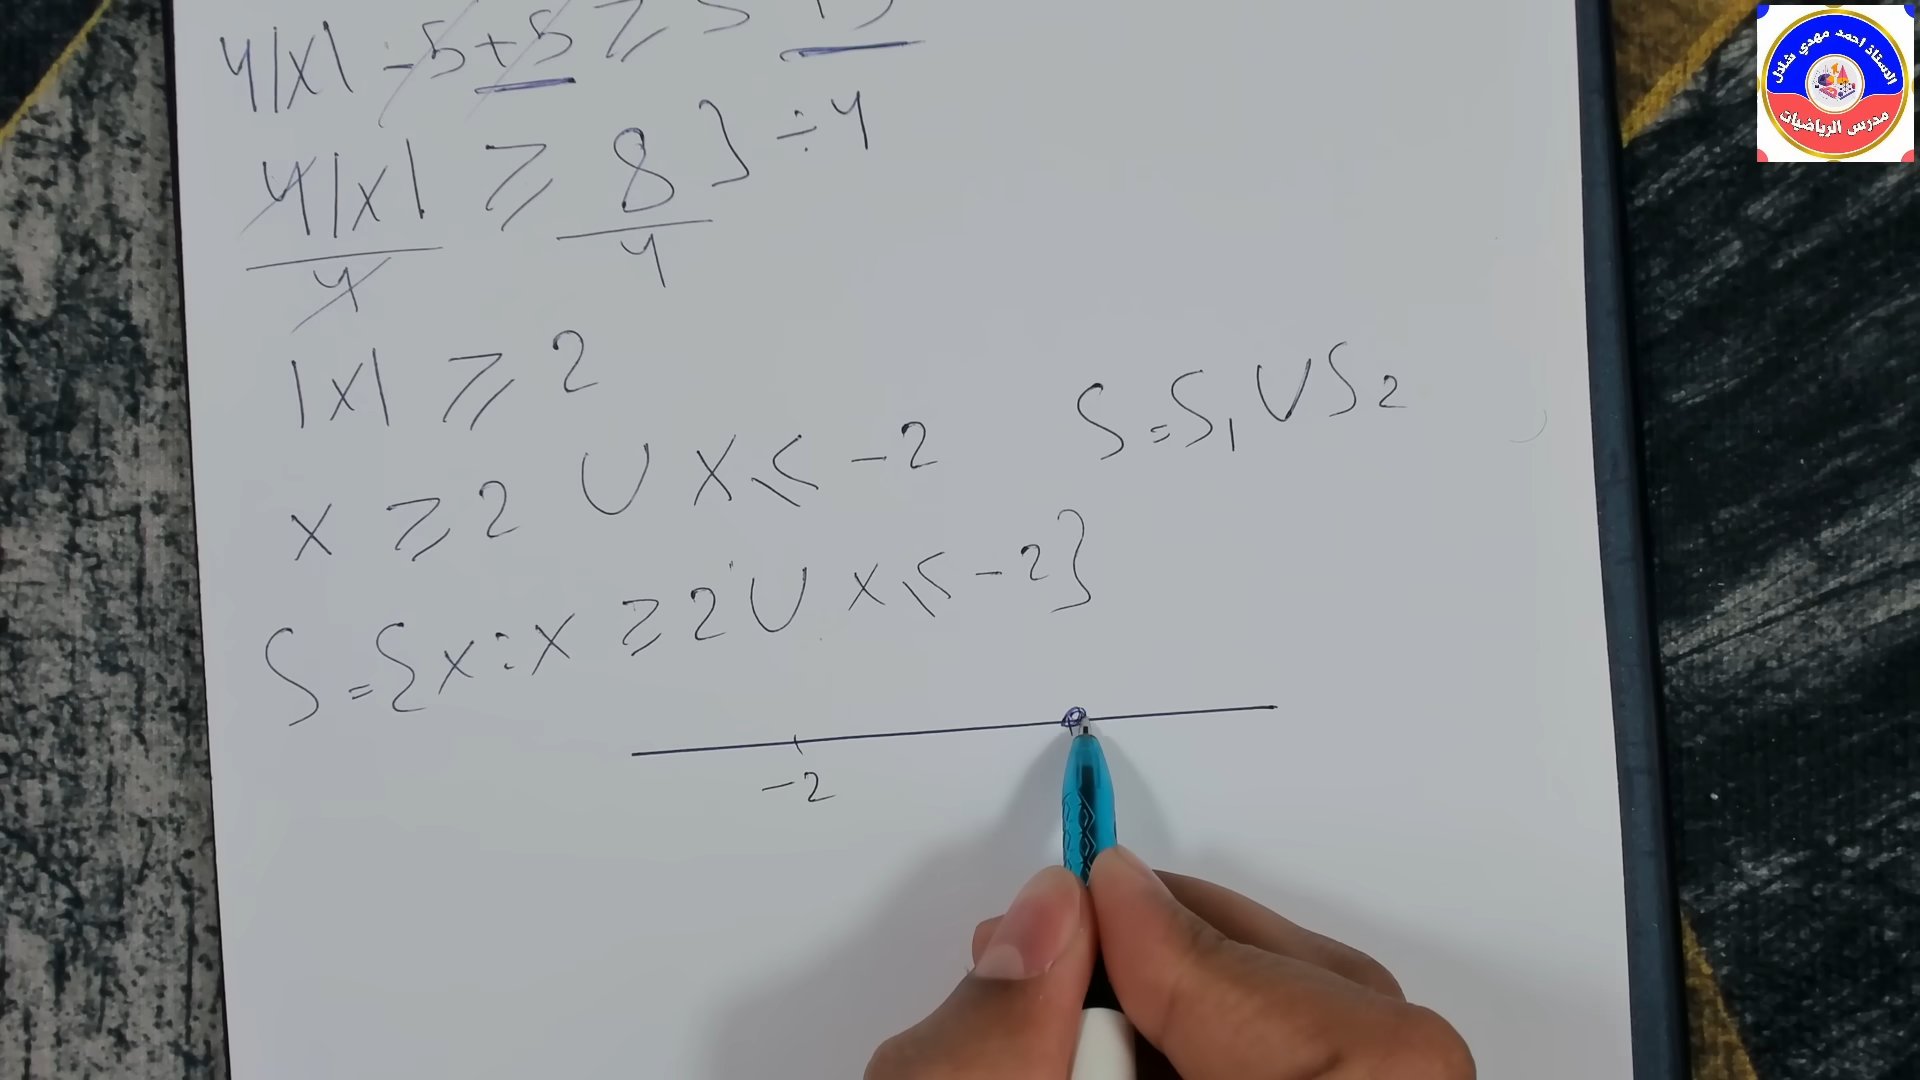 4|x| -5+5 ≥ 3
4|x| ≥ 8 } ÷4
4 4
|x| ≥ 2
x ≥ 2 ∪ x ≤ -2
S = S1 ∪ S2
S = {x : x ≥ 2 ∪ x ≤ -2}
-2
الاستاذ احمد مهدي شلال
مدرس الرياضيات